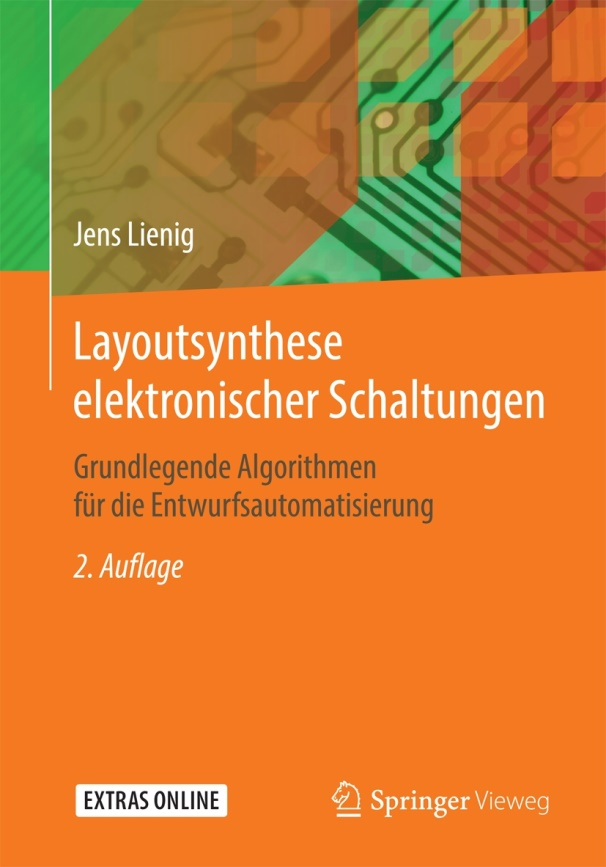 Jens Lienig
Layoutsynthese
elektronischer Schaltungen
Grundlegende Algorithmen
für die Entwurfsautomatisierung
2. Auflage
EXTRAS ONLINE
Springer Vieweg